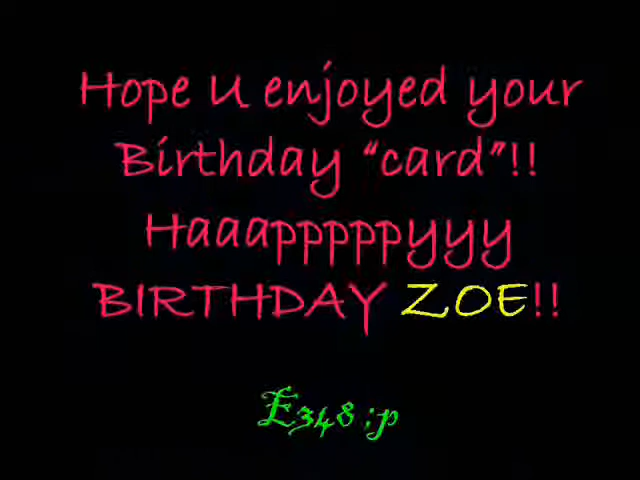 Hope U enjoyed your
Birthday “card”!!
Haaapppppyyy
BIRTHDAY ZOE!!
E348 ;p